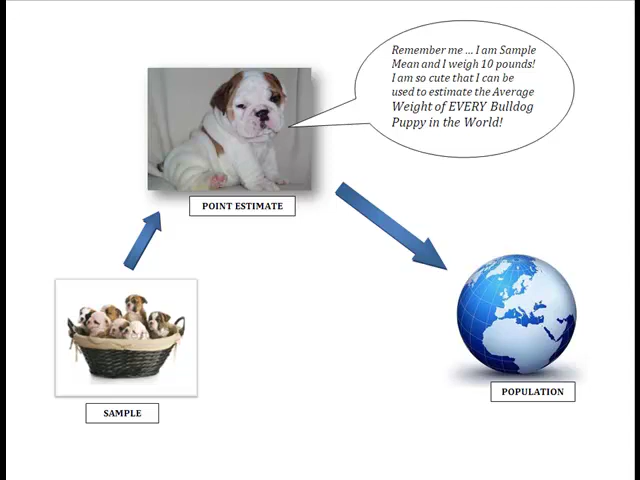 Remember me ... I am Sample
Mean and I weigh 10 pounds!
I am so cute that I can be
used to estimate the Average
Weight of EVERY Bulldog
Puppy in the World!
POINT ESTIMATE
SAMPLE
POPULATION